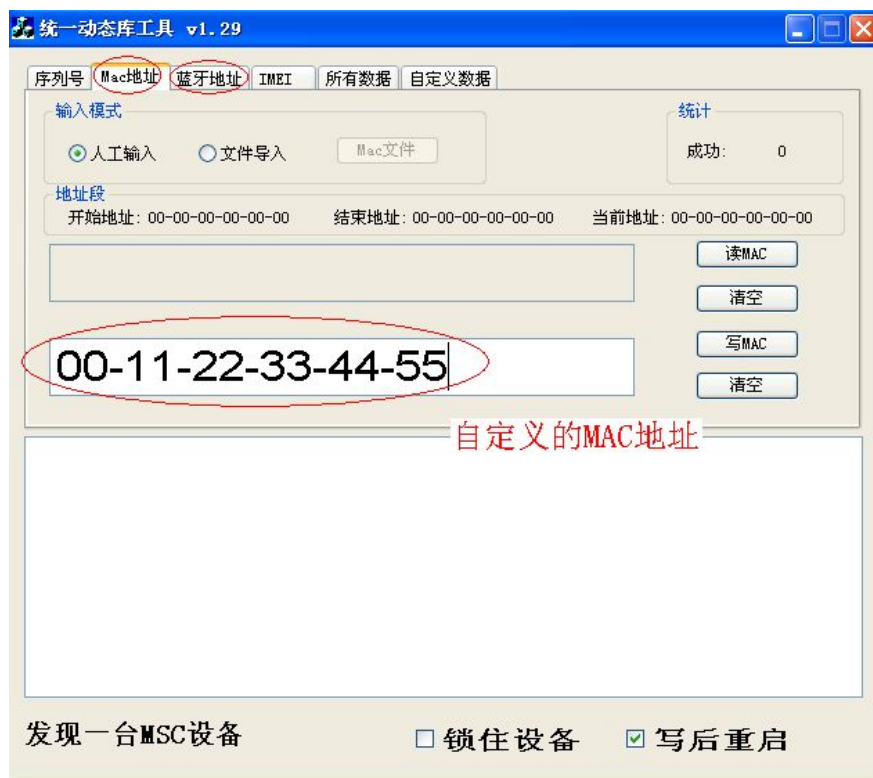 统一动态库工具 v1.29
序列号 Mac地址 蓝牙地址 IMEI 所有数据 自定义数据
输入模式 统计
人工输入 文件导入 Mac文件 成功: 0
地址段
开始地址: 00-00-00-00-00-00 结束地址: 00-00-00-00-00-00 当前地址: 00-00-00-00-00-00
读MAC
清空
00-11-22-33-44-55 写MAC
清空
自定义的MAC地址
发现一台MSC设备 锁住设备 写后重启